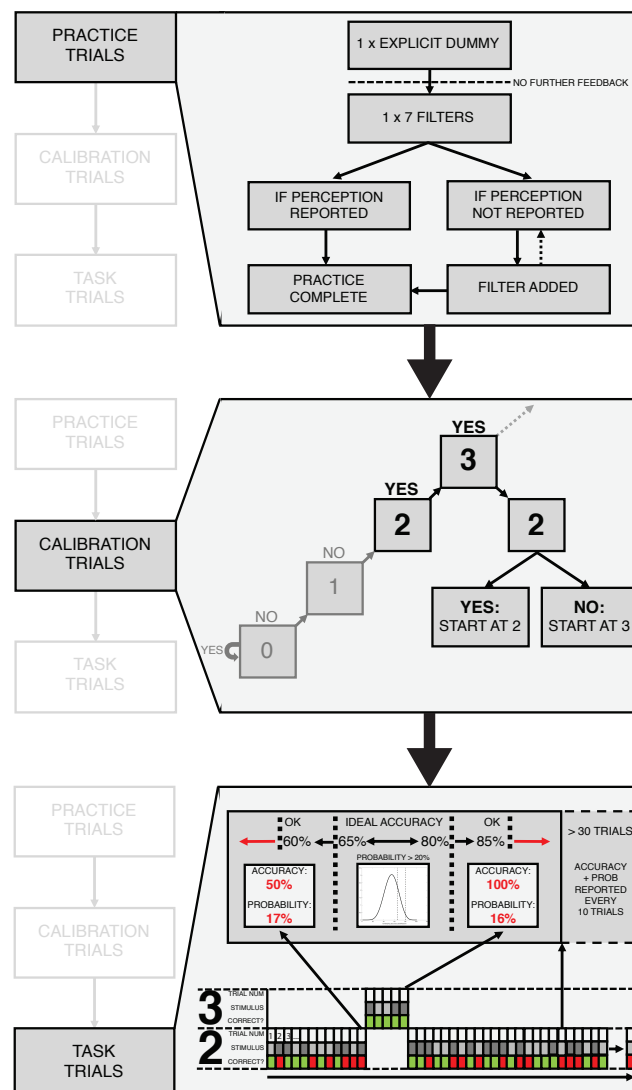 PRACTICE
TRIALS
CALIBRATION
TRIALS
TASK
TRIALS
1 x EXPLICIT DUMMY
NO FURTHER FEEDBACK
1 x 7 FILTERS
IF PERCEPTION
REPORTED
IF PERCEPTION
NOT REPORTED
PRACTICE
COMPLETE
FILTER ADDED
PRACTICE
TRIALS
CALIBRATION
TRIALS
TASK
TRIALS
YES
3
YES
2
2
NO
1
NO
YES
0
YES:
START AT 2
NO:
START AT 3
PRACTICE
TRIALS
CALIBRATION
TRIALS
TASK
TRIALS
OK
IDEAL ACCURACY
OK
60%
65%
80%
85%
PROBABILITY > 20%
ACCURACY:
50%
PROBABILITY:
17%
ACCURACY:
100%
PROBABILITY:
16%
> 30 TRIALS
ACCURACY
+ PROB
REPORTED
EVERY
10 TRIALS
3
TRIAL NUM
STIMULUS
CORRECT?
2
TRIAL NUM
STIMULUS
CORRECT?
1 2 3 ...